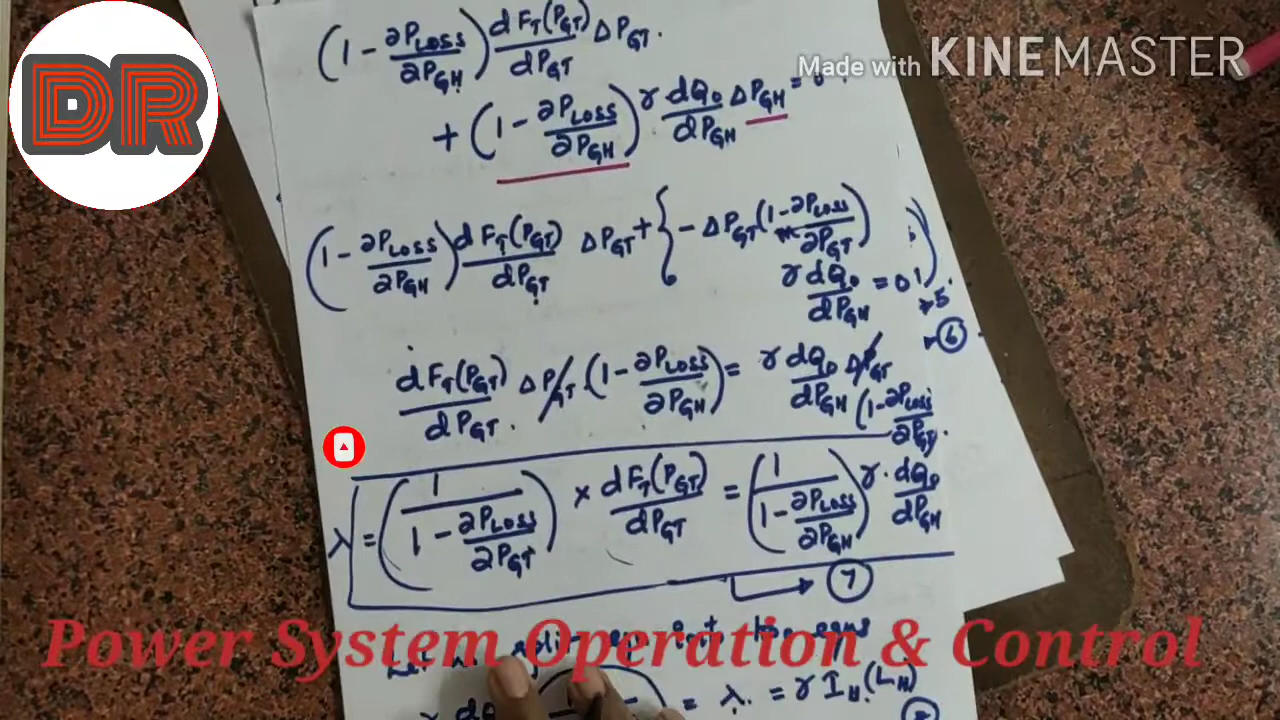 DR
Made with KINEMASTER
(1 - ∂P_LOSS/∂P_GH) dF_T(P_GT)/dP_GT ΔP_GT.
+ (1 - ∂P_LOSS/∂P_GH) γ dQ_0/dP_GH ΔP_GH = 0
(1 - ∂P_LOSS/∂P_GH) dF_T(P_GT)/dP_GT ΔP_GT + { - ΔP_GT (1 - ∂P_LOSS/∂P_GT)
γ dQ_0/dP_GH = 0
5
6
dF_T(P_GT)/dP_GT. ΔP_GT (1 - ∂P_LOSS/∂P_GH) = γ dQ_0/dP_GH ΔP_GT
(1 - ∂P_LOSS/∂P_GT.
λ = (1/(1 - ∂P_LOSS/∂P_GT)) × dF_T(P_GT)/dP_GT = (1/(1 - ∂P_LOSS/∂P_GH)) γ. dQ_0/dP_GH
7
Power System Operation & Control
= λ. = γ I_H (L_H)